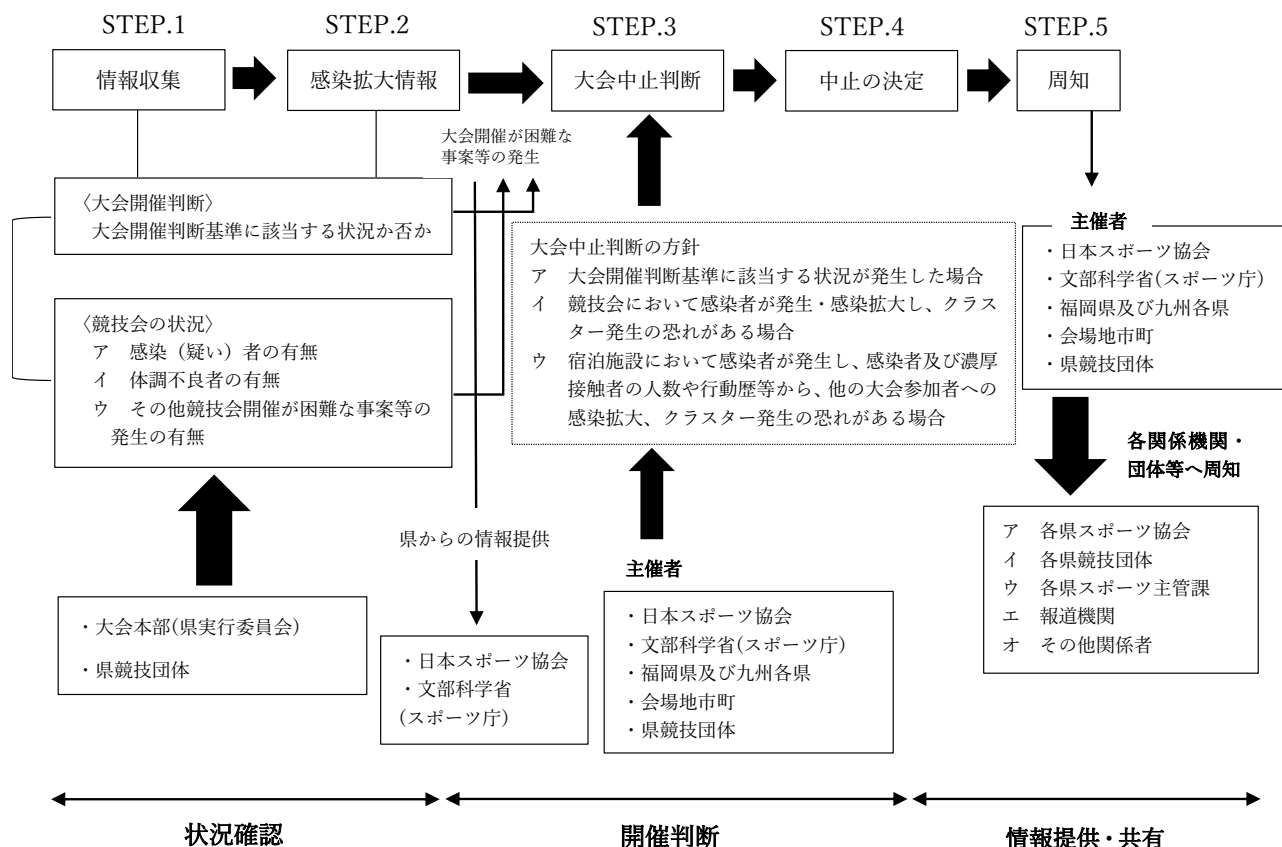 STEP.1
STEP.2
STEP.3
STEP.4
STEP.5
情報収集
感染拡大情報
大会中止判断
中止の決定
周知
大会開催が困難な
事案等の発生
〈大会開催判断〉
大会開催判断基準に該当する状況か否か
〈競技会の状況〉
ア 感染（疑い）者の有無
イ 体調不良者の有無
ウ その他競技会開催が困難な事案等の
発生の有無
・大会本部(県実行委員会)
・県競技団体
県からの情報提供
・日本スポーツ協会
・文部科学省
(スポーツ庁)
大会中止判断の方針
ア 大会開催判断基準に該当する状況が発生した場合
イ 競技会において感染者が発生・感染拡大し、クラス
ター発生の恐れがある場合
ウ 宿泊施設において感染者が発生し、感染者及び濃厚
接触者の人数や行動歴等から、他の大会参加者への
感染拡大、クラスター発生の恐れがある場合
主催者
・日本スポーツ協会
・文部科学省(スポーツ庁)
・福岡県及び九州各県
・会場地市町
・県競技団体
主催者
・日本スポーツ協会
・文部科学省(スポーツ庁)
・福岡県及び九州各県
・会場地市町
・県競技団体
各関係機関・
団体等へ周知
ア 各県スポーツ協会
イ 各県競技団体
ウ 各県スポーツ主管課
エ 報道機関
オ その他関係者
状況確認
開催判断
情報提供・共有